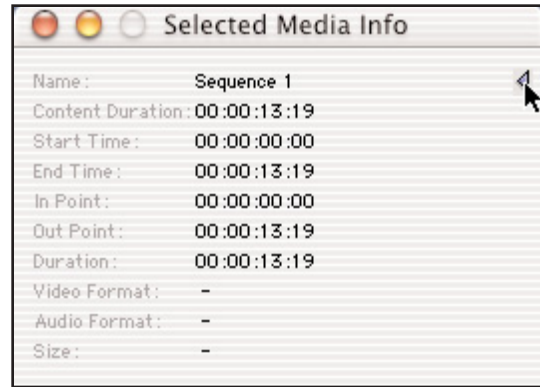 Selected Media Info
Name: Sequence 1
Content Duration: 00:00:13:19
Start Time: 00:00:00:00
End Time: 00:00:13:19
In Point: 00:00:00:00
Out Point: 00:00:13:19
Duration: 00:00:13:19
Video Format: -
Audio Format: -
Size: -